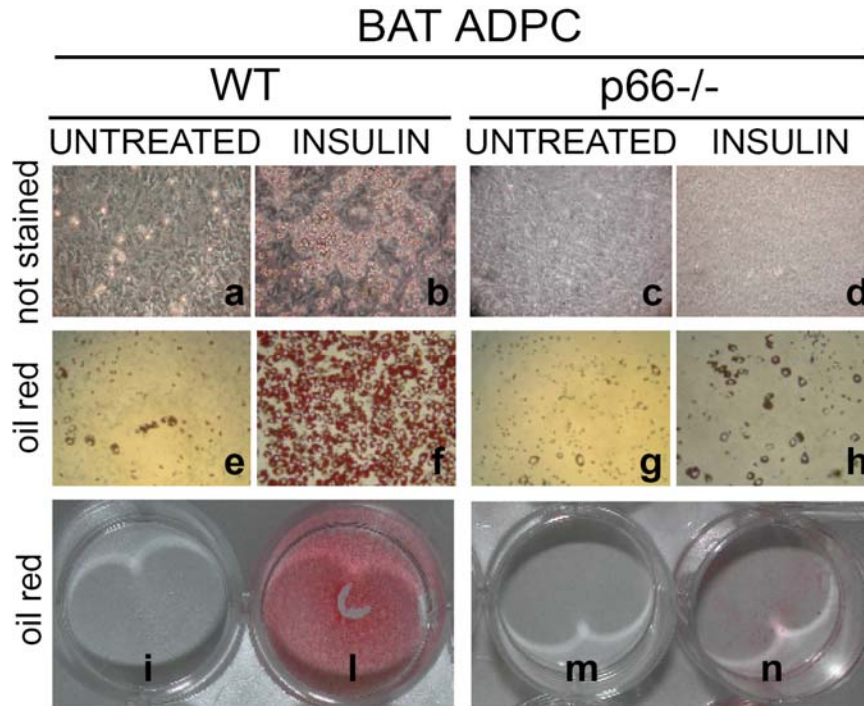 BAT ADPC
WT p66-/-
UNTREATED INSULIN UNTREATED INSULIN
not stained
a b c d
oil red
e f g h
oil red
i l m n